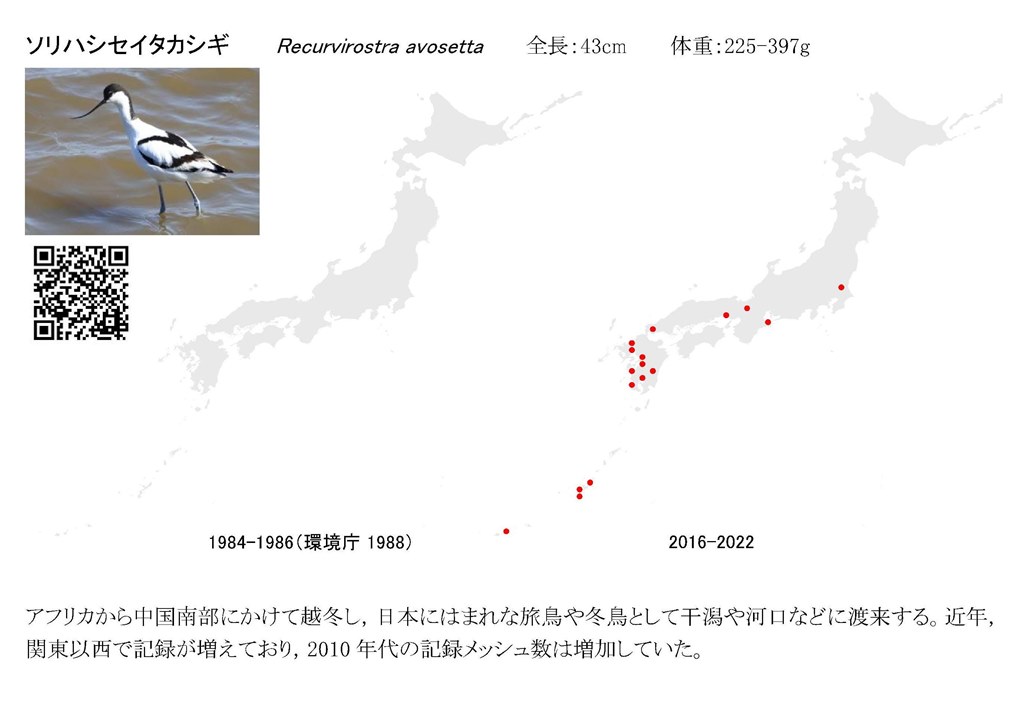 ソリハシセイタカシギ Recurvirostra avosetta 全長：43cm 体重：225-397g
1984-1986（環境庁 1988） 2016-2022
アフリカから中国南部にかけて越冬し，日本にはまれな旅鳥や冬鳥として干潟や河口などに渡来する。近年，
関東以西で記録が増えており，2010 年代の記録メッシュ数は増加していた。